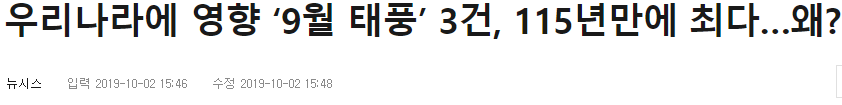 우리나라에 영향 ‘9월 태풍’ 3건, 115년만에 최다…왜?
뉴시스 입력 2019-10-02 15:46 수정 2019-10-02 15:48